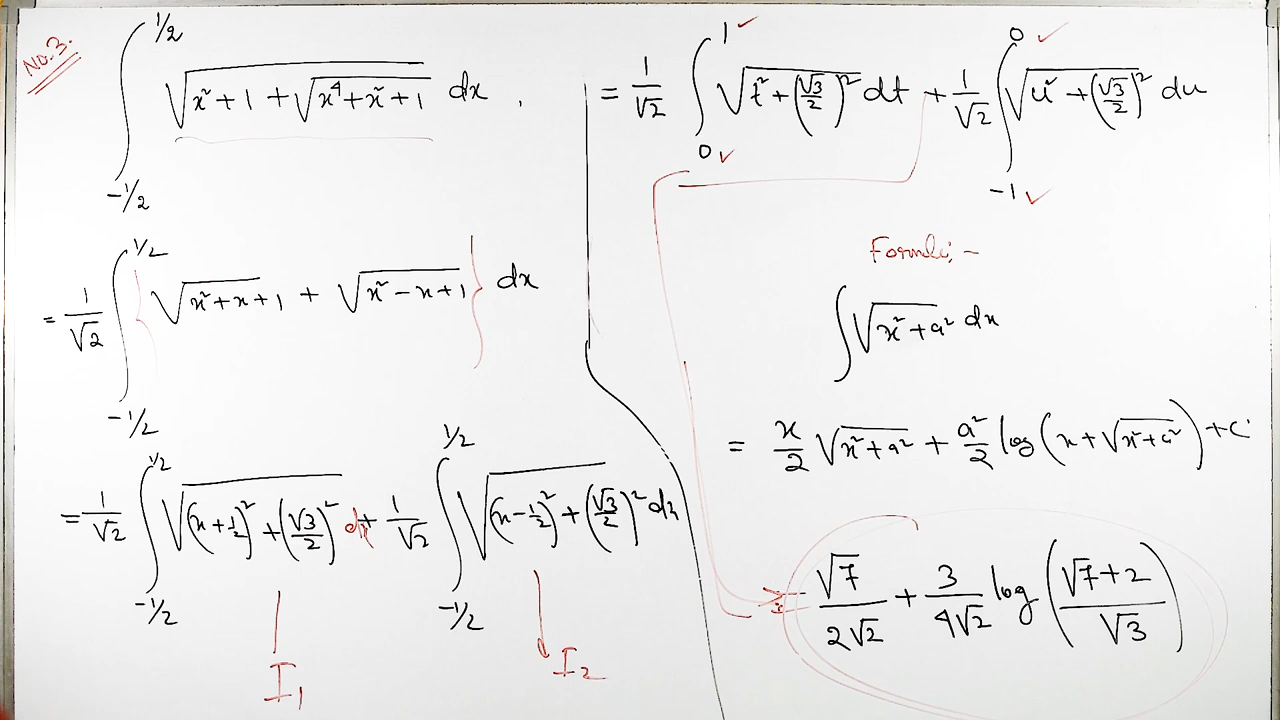 No. 3.
∫_{-1/2}^{1/2} √(x² + 1 + √(x⁴ + x² + 1)) dx .
= 1/√2 ∫_{-1/2}^{1/2} { √(x² + x + 1) + √(x² - x + 1) } dx
= 1/√2 ∫_{-1/2}^{1/2} √((x + 1/2)² + (√3/2)²) dx + 1/√2 ∫_{-1/2}^{1/2} √((x - 1/2)² + (√3/2)²) dx
I₁ I₂
= 1/√2 ∫_0^1 √(t² + (√3/2)²) dt + 1/√2 ∫_{-1}^0 √(u² + (√3/2)²) du
∫ √(x² + a²) dx
= x/2 √(x² + a²) + a²/2 log(x + √(x² + a²)) + c
√7/2√2 + 3/4√2 log((√7 + 2)/√3)